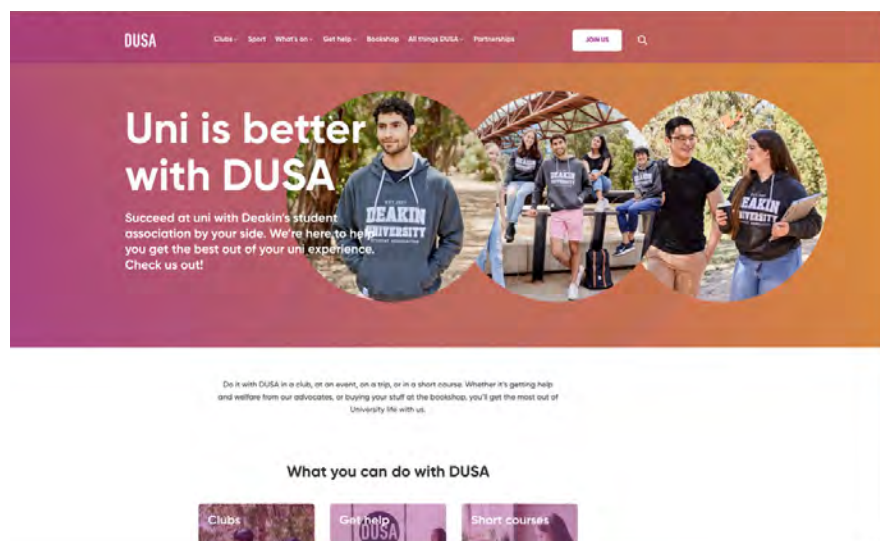 DUSA
Clubs Sport What's on Get help Bookshop All things DUSA Partnerships JOIN US
Uni is better
with DUSA
Succeed at uni with Deakin's student
association by your side. We're here to help
you get the best out of your uni experience.
Check us out!
DEAKIN
UNIVERSITY
DEAKIN
UNIVERSITY
DEAKIN
UNIVERSITY
Do it with DUSA in a club, at an event, on a trip, or in a short course. Whether it's getting help
and welfare from our advocates, or buying your stuff at the bookshop, you'll get the most out of
University life with us.
What you can do with DUSA
Clubs
Get help
Short courses
DUSA